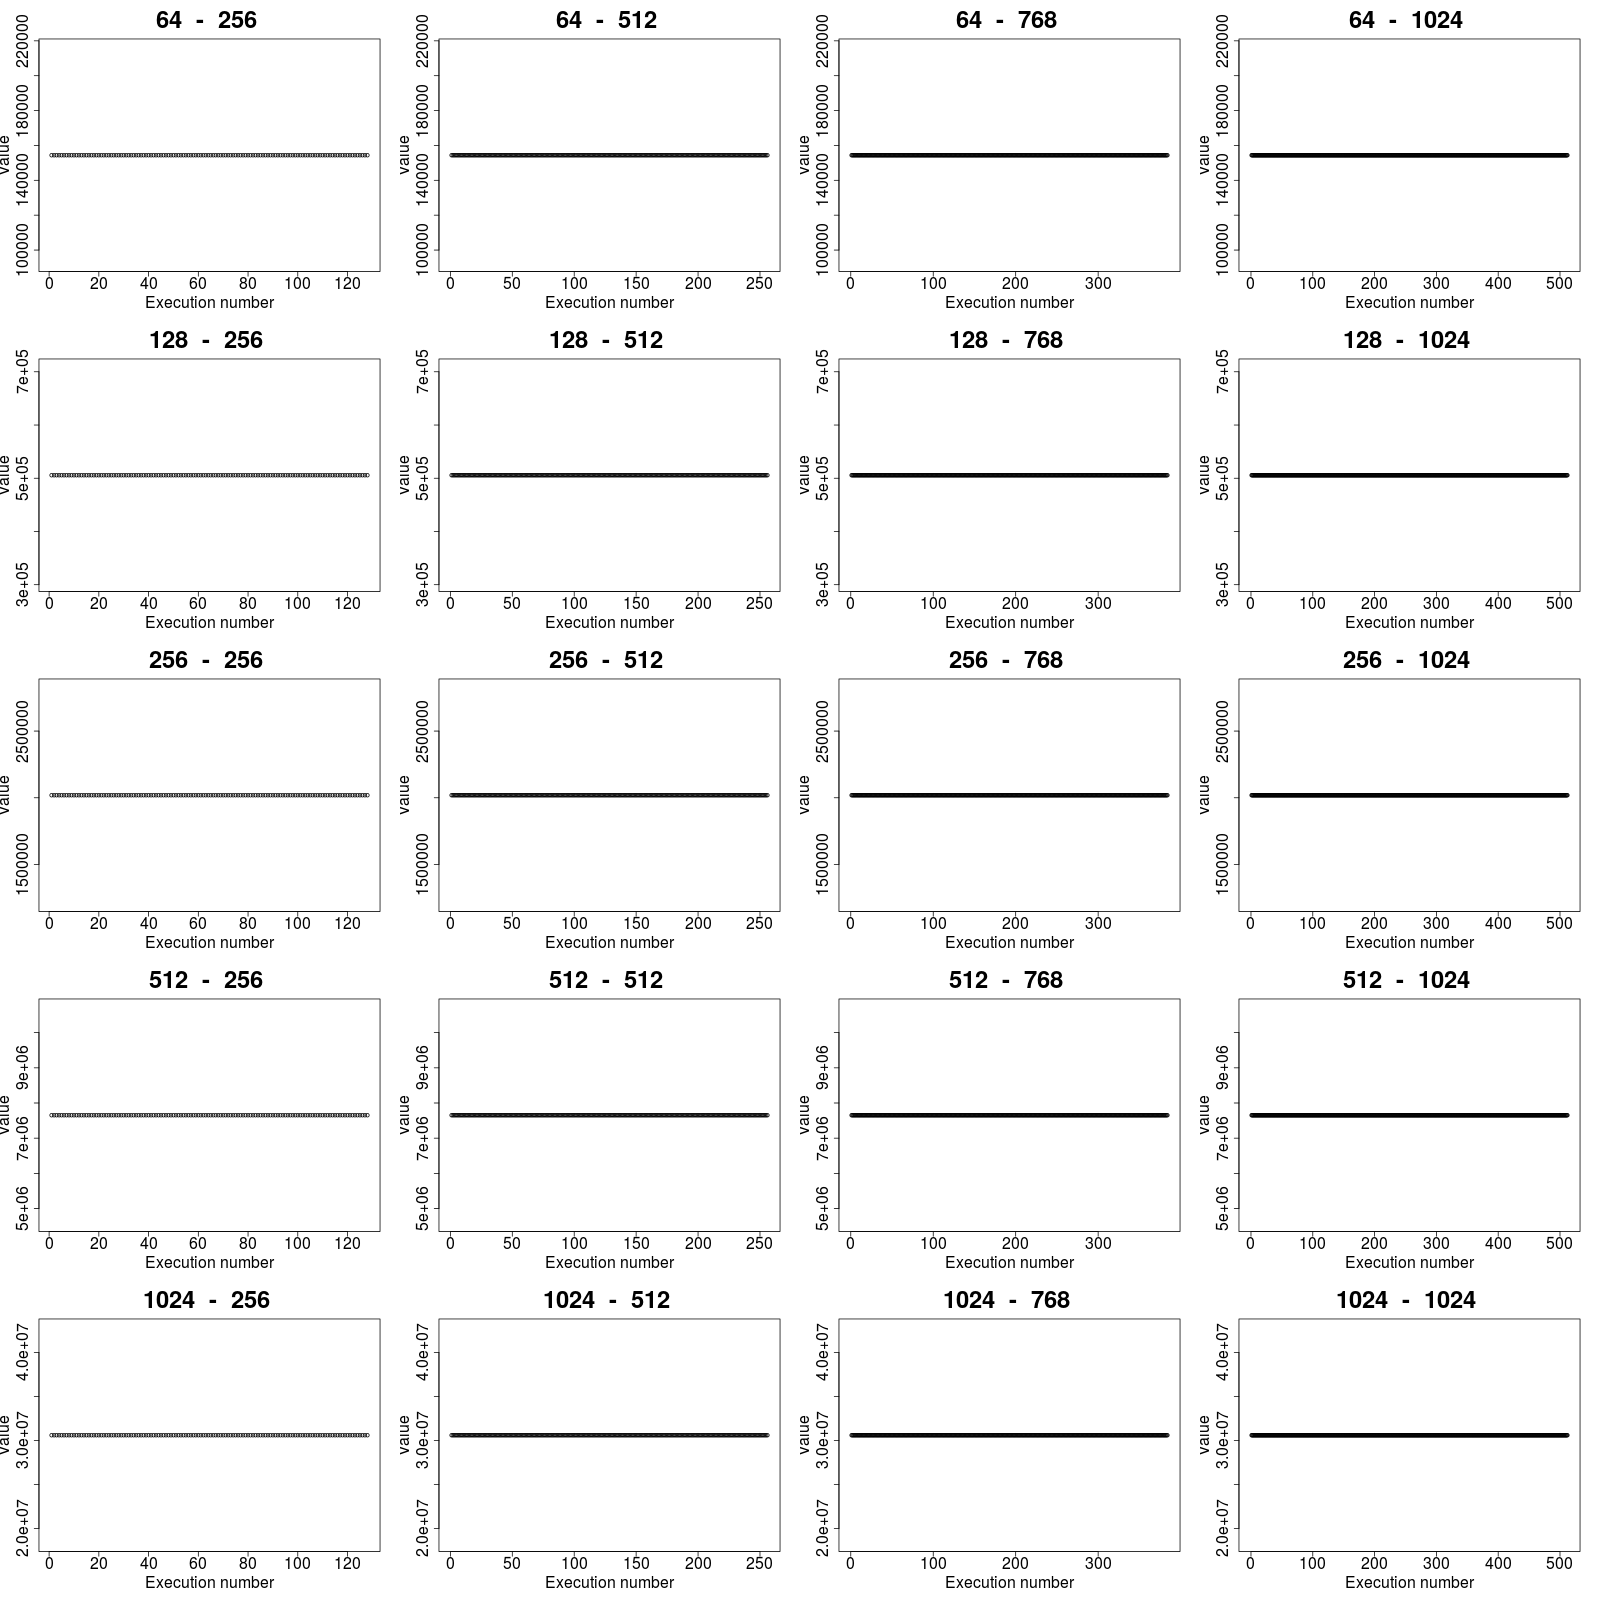 64 - 256
value
100000 140000 180000 220000
0 20 40 60 80 100 120
Execution number
64 - 512
value
100000 140000 180000 220000
0 50 100 150 200 250
Execution number
64 - 768
value
100000 140000 180000 220000
0 100 200 300
Execution number
64 - 1024
value
100000 140000 180000 220000
0 100 200 300 400 500
Execution number
128 - 256
value
3e+05 5e+05 7e+05
0 20 40 60 80 100 120
Execution number
128 - 512
value
3e+05 5e+05 7e+05
0 50 100 150 200 250
Execution number
128 - 768
value
3e+05 5e+05 7e+05
0 100 200 300
Execution number
128 - 1024
value
3e+05 5e+05 7e+05
0 100 200 300 400 500
Execution number
256 - 256
value
1500000 2500000
0 20 40 60 80 100 120
Execution number
256 - 512
value
1500000 2500000
0 50 100 150 200 250
Execution number
256 - 768
value
1500000 2500000
0 100 200 300
Execution number
256 - 1024
value
1500000 2500000
0 100 200 300 400 500
Execution number
512 - 256
value
5e+06 7e+06 9e+06
0 20 40 60 80 100 120
Execution number
512 - 512
value
5e+06 7e+06 9e+06
0 50 100 150 200 250
Execution number
512 - 768
value
5e+06 7e+06 9e+06
0 100 200 300
Execution number
512 - 1024
value
5e+06 7e+06 9e+06
0 100 200 300 400 500
Execution number
1024 - 256
value
2.0e+07 3.0e+07 4.0e+07
0 20 40 60 80 100 120
Execution number
1024 - 512
value
2.0e+07 3.0e+07 4.0e+07
0 50 100 150 200 250
Execution number
1024 - 768
value
2.0e+07 3.0e+07 4.0e+07
0 100 200 300
Execution number
1024 - 1024
value
2.0e+07 3.0e+07 4.0e+07
0 100 200 300 400 500
Execution number